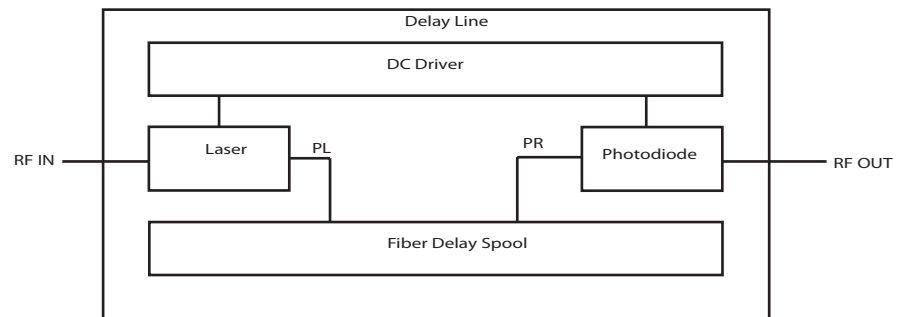 Delay Line
DC Driver
Laser
PL
PR
Photodiode
RF IN
RF OUT
Fiber Delay Spool